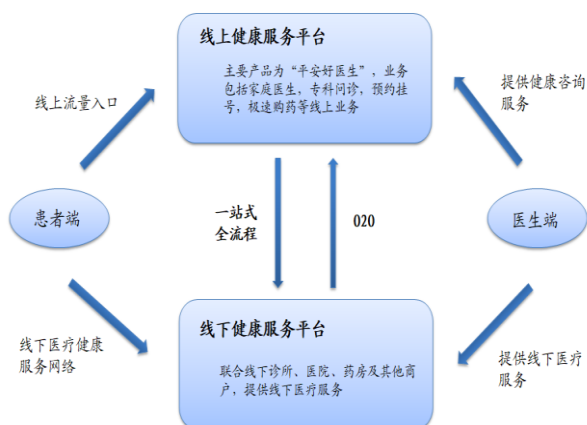 线上健康服务平台
主要产品为“平安好医生”，业务
包括家庭医生，专科问诊，预约挂
号，极速购药等线上业务
线上流量入口
提供健康咨询
服务
患者端
一站式
全流程
O2O
医生端
线下医疗健康
服务网络
线下健康服务平台
联合线下诊所、医院、药房及其他商
户，提供线下医疗服务
提供线下医疗
服务